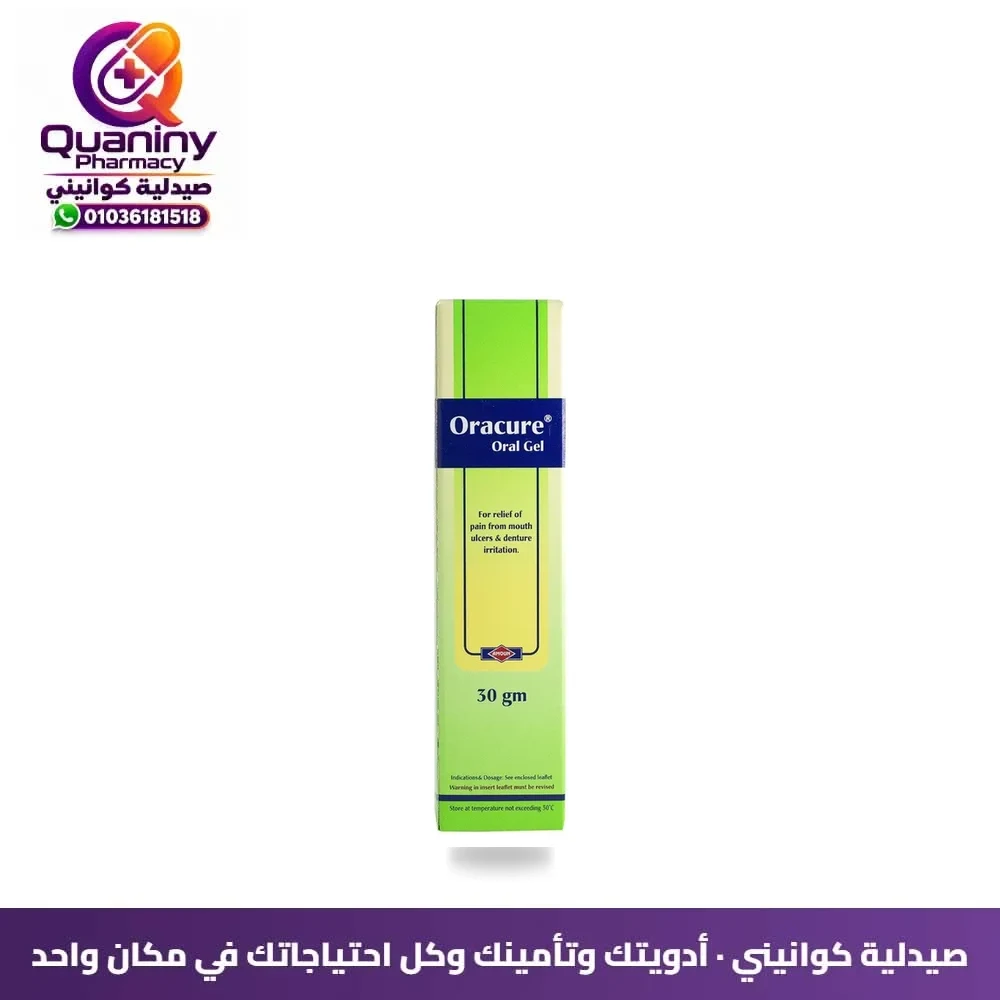 Quaniny
Pharmacy
صيدلية كوانيني
01036181518
Oracure®
Oral Gel
For relief of
pain from mouth
ulcers & denture
irritation.
AMOUN
30 gm
Indications& Dosage: See enclosed leaflet
Warning in insert leaflet must be revised
Store at temperature not exceeding 30°C
صيدلية كوانيني · أدويتك وتأمينك وكل احتياجاتك في مكان واحد